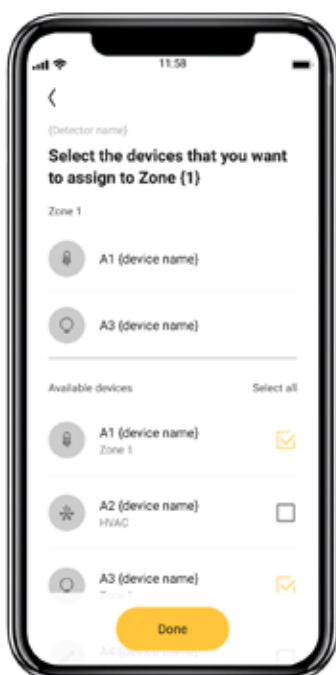 11:58
{Detector name}
Select the devices that you want
to assign to Zone {1}
Zone 1
A1 {device name}
A3 {device name}
Available devices Select all
A1 {device name}
Zone 1
A2 {device name}
HVAC
A3 {device name}
Done